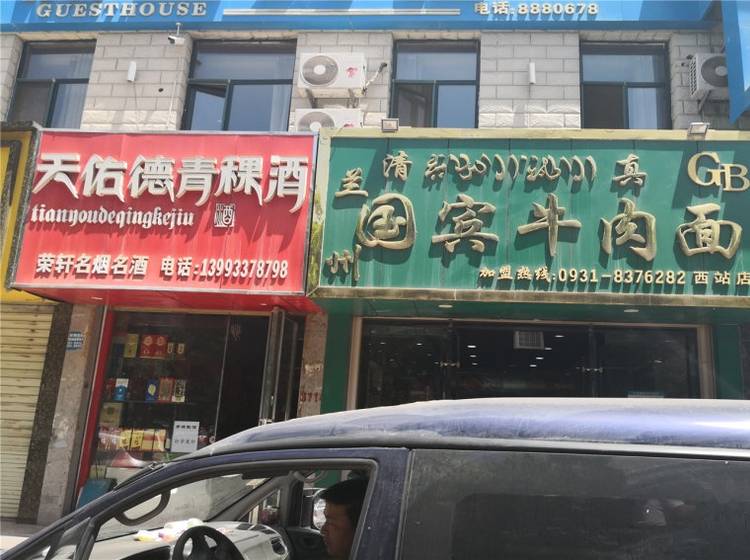 GUESTHOUSE
电话:8880678
天佑德青稞酒
tianyoudeqingkejiu
酒
荣轩名烟名酒 电话:13993378798
兰州
清
真
GB
国宾牛肉面
加盟热线:0931-8376282 西站店